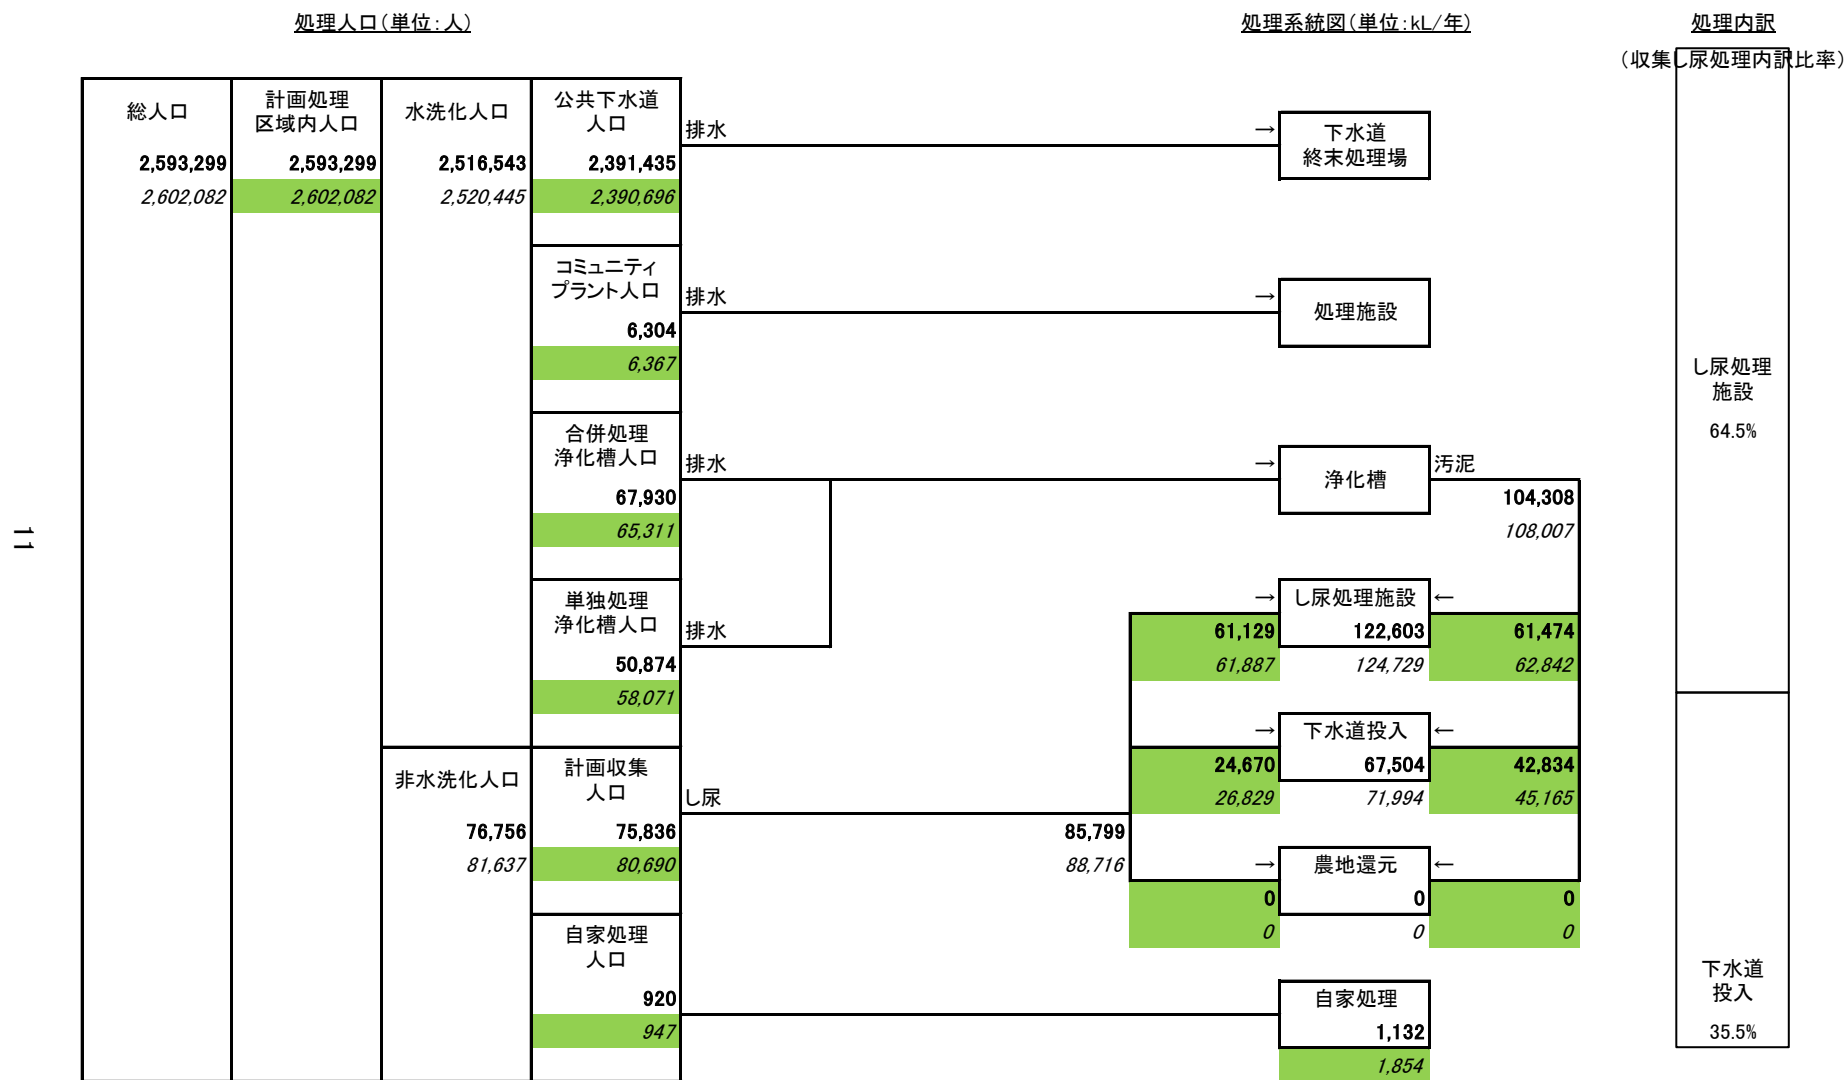 処理人口(単位:人)
処理系統図(単位:kL/年)
処理内訳
(収集し尿処理内訳比率)
総人口
2,593,299
2,602,082
計画処理
区域内人口
2,593,299
2,602,082
水洗化人口
2,516,543
2,520,445
公共下水道
人口
2,391,435
2,390,696
排水
→
下水道
終末処理場
コミュニティ
プラント人口
6,304
6,367
排水
→
処理施設
合併処理
浄化槽人口
67,930
65,311
排水
→
浄化槽
汚泥
104,308
108,007
単独処理
浄化槽人口
50,874
58,071
排水
→
し尿処理施設
←
61,129
122,603
61,474
61,887
124,729
62,842
→
下水道投入
←
24,670
67,504
42,834
26,829
71,994
45,165
非水洗化人口
76,756
81,637
計画収集
人口
75,836
80,690
し尿
85,799
88,716
→
農地還元
←
0
0
0
0
0
0
自家処理
人口
920
947
自家処理
1,132
1,854
し尿処理
施設
64.5%
下水道
投入
35.5%
11